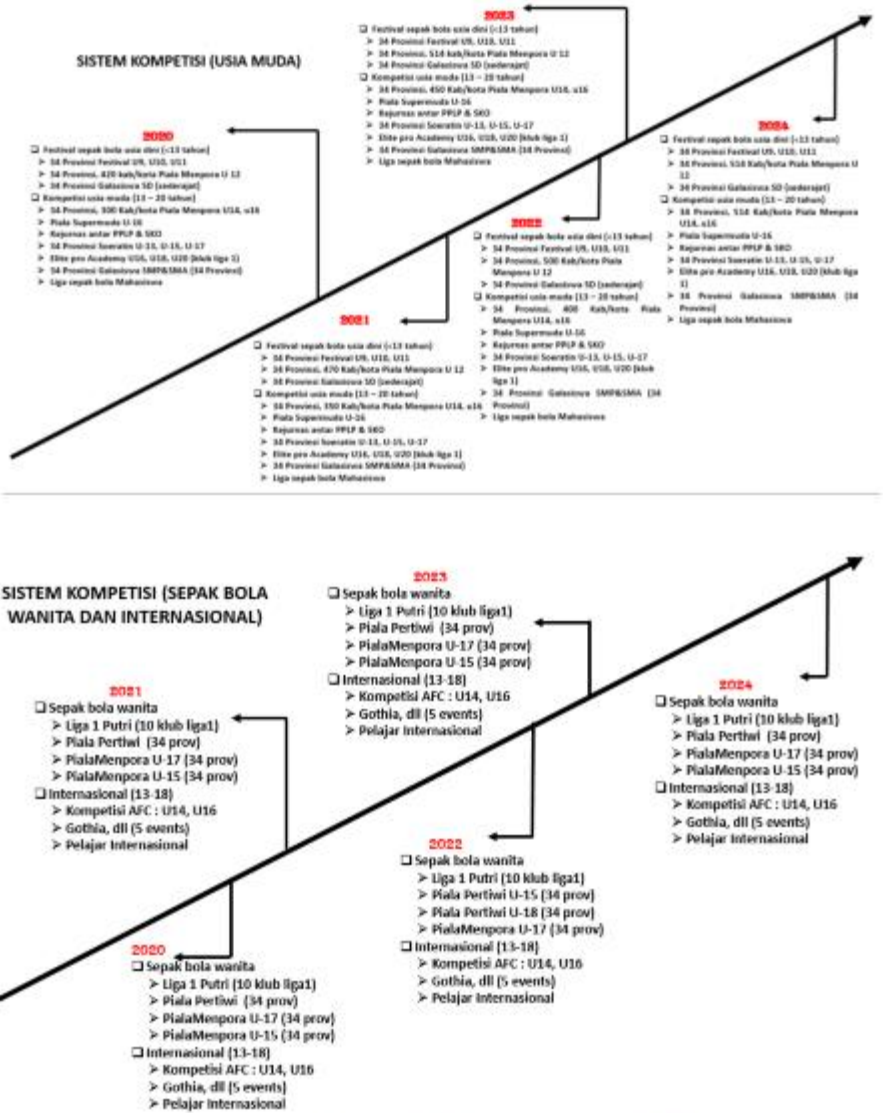 SISTEM KOMPETISI (USIA MUDA)
2023
Festival sepak bola usia dini (<13 tahun)
34 Provinsi Festival U9, U10, U11
34 Provinsi, 514 kab/kota Piala Menpora U 12
34 Provinsi Galasiswa SD (sederajat)
Kompetisi usia muda (13 – 20 tahun)
34 Provinsi, 450 Kab/kota Piala Menpora U14, u16
Piala Supermuda U-16
Kejurnas antar PPLP & SKO
34 Provinsi Soeratin U-13, U-15, U-17
Elite pro Academy U16, U18, U20 (klub liga 1)
34 Provinsi Galasiswa SMP&SMA (34 Provinsi)
Liga sepak bola Mahasiswa
2020
Festival sepak bola usia dini (<13 tahun)
34 Provinsi Festival U9, U10, U11
34 Provinsi, 420 kab/kota Piala Menpora U 12
34 Provinsi Galasiswa SD (sederajat)
Kompetisi usia muda (13 – 20 tahun)
34 Provinsi, 300 Kab/kota Piala Menpora U14, u16
Piala Supermuda U-16
Kejurnas antar PPLP & SKO
34 Provinsi Soeratin U-13, U-15, U-17
Elite pro Academy U16, U18, U20 (klub liga 1)
34 Provinsi Galasiswa SMP&SMA (34 Provinsi)
Liga sepak bola Mahasiswa
2024
Festival sepak bola usia dini (<13 tahun)
34 Provinsi Festival U9, U10, U11
34 Provinsi, 514 Kab/kota Piala Menpora U
12
34 Provinsi Galasiswa SD (sederajat)
Kompetisi usia muda (13 – 20 tahun)
34 Provinsi, 514 Kab/kota Piala Menpora
U14, u16
Piala Supermuda U-16
Kejurnas antar PPLP & SKO
34 Provinsi Soeratin U-13, U-15, U-17
Elite pro Academy U16, U18, U20 (klub liga
1)
34 Provinsi Galasiswa SMP&SMA (34
Provinsi)
Liga sepak bola Mahasiswa
2022
Festival sepak bola usia dini (<13 tahun)
34 Provinsi Festival U9, U10, U11
34 Provinsi, 500 Kab/kota Piala
Menpora U 12
34 Provinsi Galasiswa SD (sederajat)
Kompetisi usia muda (13 – 20 tahun)
34 Provinsi, 400 Kab/kota Piala
Menpora U14, u16
Piala Supermuda U-16
Kejurnas antar PPLP & SKO
34 Provinsi Soeratin U-13, U-15, U-17
Elite pro Academy U16, U18, U20 (klub
liga 1)
34 Provinsi Galasiswa SMP&SMA (34
Provinsi)
Liga sepak bola Mahasiswa
2021
Festival sepak bola usia dini (<13 tahun)
34 Provinsi Festival U9, U10, U11
34 Provinsi, 470 Kab/kota Piala Menpora U 12
34 Provinsi Galasiswa SD (sederajat)
Kompetisi usia muda (13 – 20 tahun)
34 Provinsi, 350 Kab/kota Piala Menpora U14, u16
Piala Supermuda U-16
Kejurnas antar PPLP & SKO
34 Provinsi Soeratin U-13, U-15, U-17
Elite pro Academy U16, U18, U20 (klub liga 1)
34 Provinsi Galasiswa SMP&SMA (34 Provinsi)
Liga sepak bola Mahasiswa
SISTEM KOMPETISI (SEPAK BOLA
WANITA DAN INTERNASIONAL)
2023
Sepak bola wanita
Liga 1 Putri (10 klub liga1)
Piala Pertiwi (34 prov)
PialaMenpora U-17 (34 prov)
PialaMenpora U-15 (34 prov)
Internasional (13-18)
Kompetisi AFC : U14, U16
Gothia, dll (5 events)
Pelajar Internasional
2021
Sepak bola wanita
Liga 1 Putri (10 klub liga1)
Piala Pertiwi (34 prov)
PialaMenpora U-17 (34 prov)
PialaMenpora U-15 (34 prov)
Internasional (13-18)
Kompetisi AFC : U14, U16
Gothia, dll (5 events)
Pelajar Internasional
2024
Sepak bola wanita
Liga 1 Putri (10 klub liga1)
Piala Pertiwi (34 prov)
PialaMenpora U-17 (34 prov)
PialaMenpora U-15 (34 prov)
Internasional (13-18)
Kompetisi AFC : U14, U16
Gothia, dll (5 events)
Pelajar Internasional
2022
Sepak bola wanita
Liga 1 Putri (10 klub liga1)
Piala Pertiwi U-15 (34 prov)
Piala Pertiwi U-18 (34 prov)
PialaMenpora U-17 (34 prov)
Internasional (13-18)
Kompetisi AFC : U14, U16
Gothia, dll (5 events)
Pelajar Internasional
2020
Sepak bola wanita
Liga 1 Putri (10 klub liga1)
Piala Pertiwi (34 prov)
PialaMenpora U-17 (34 prov)
PialaMenpora U-15 (34 prov)
Internasional (13-18)
Kompetisi AFC : U14, U16
Gothia, dll (5 events)
Pelajar Internasional